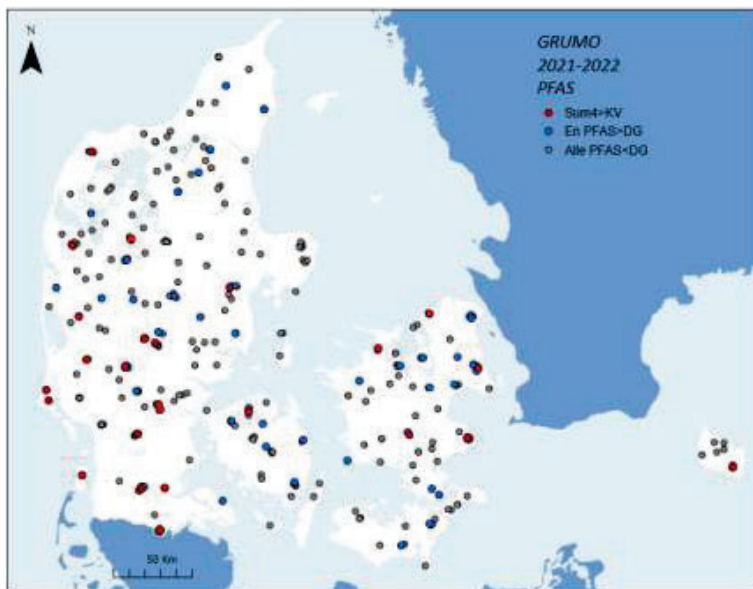 N
GRUMO
2021-2022
PFAS
Sum4>KV
En PFAS>DG
Alle PFAS<DG
50 Km